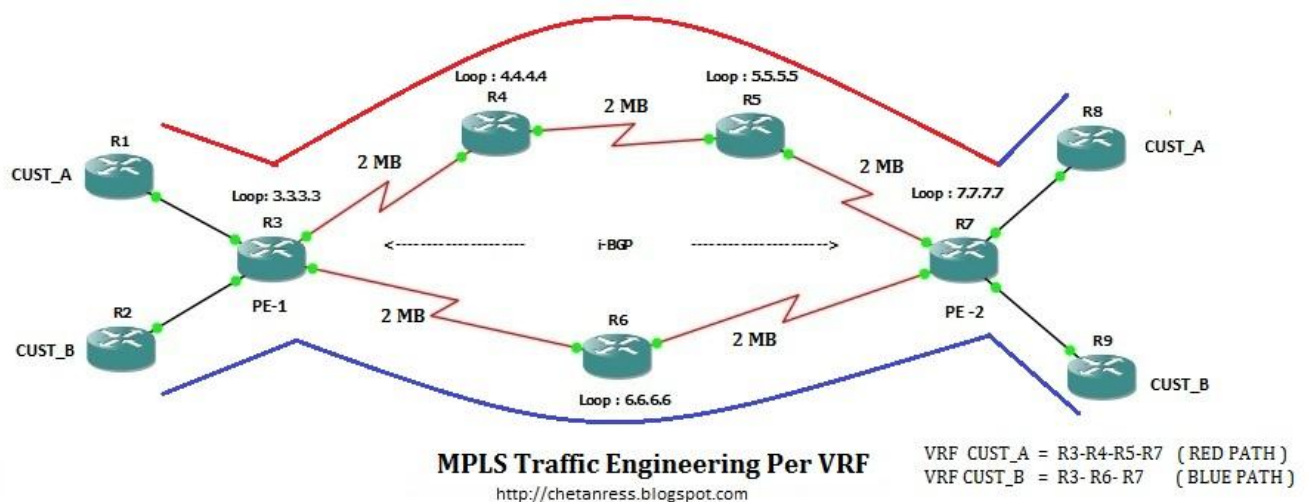 Loop : 4.4.4.4
Loop : 5.5.5.5
R4
2 MB
R5
R8
R1
CUST_A
CUST_A
2 MB
2 MB
Loop: 3.3.3.3
Loop : 7.7.7.7
R3
<-------------------- i-BGP -------------------->
R7
PE-1
PE -2
R2
R6
2 MB
2 MB
CUST_B
R9
CUST_B
Loop : 6.6.6.6
MPLS Traffic Engineering Per VRF
http://chetanress.blogspot.com
VRF CUST_A = R3-R4-R5-R7 ( RED PATH )
VRF CUST_B = R3- R6- R7 ( BLUE PATH )